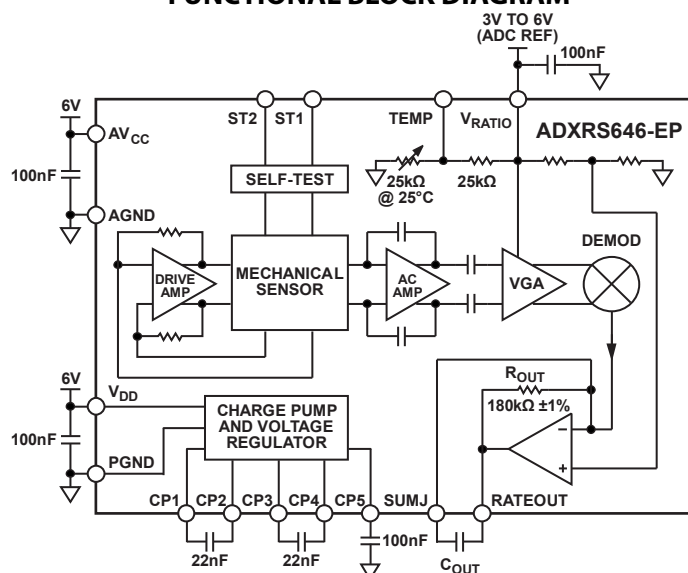 FUNCTIONAL BLOCK DIAGRAM
3V TO 6V
(ADC REF)
100nF
6V
ST2 ST1
TEMP
VRATIO
ADXRS646-EP
AVCC
100nF
25kΩ
@ 25°C
25kΩ
SELF-TEST
AGND
DEMOD
DRIVE
AMP
MECHANICAL
SENSOR
AC
AMP
VGA
6V
VDD
ROUT
180kΩ ±1%
CHARGE PUMP
AND VOLTAGE
REGULATOR
100nF
–
+
PGND
CP1 CP2 CP3 CP4 CP5 SUMJ RATEOUT
22nF
22nF
100nF
COUT